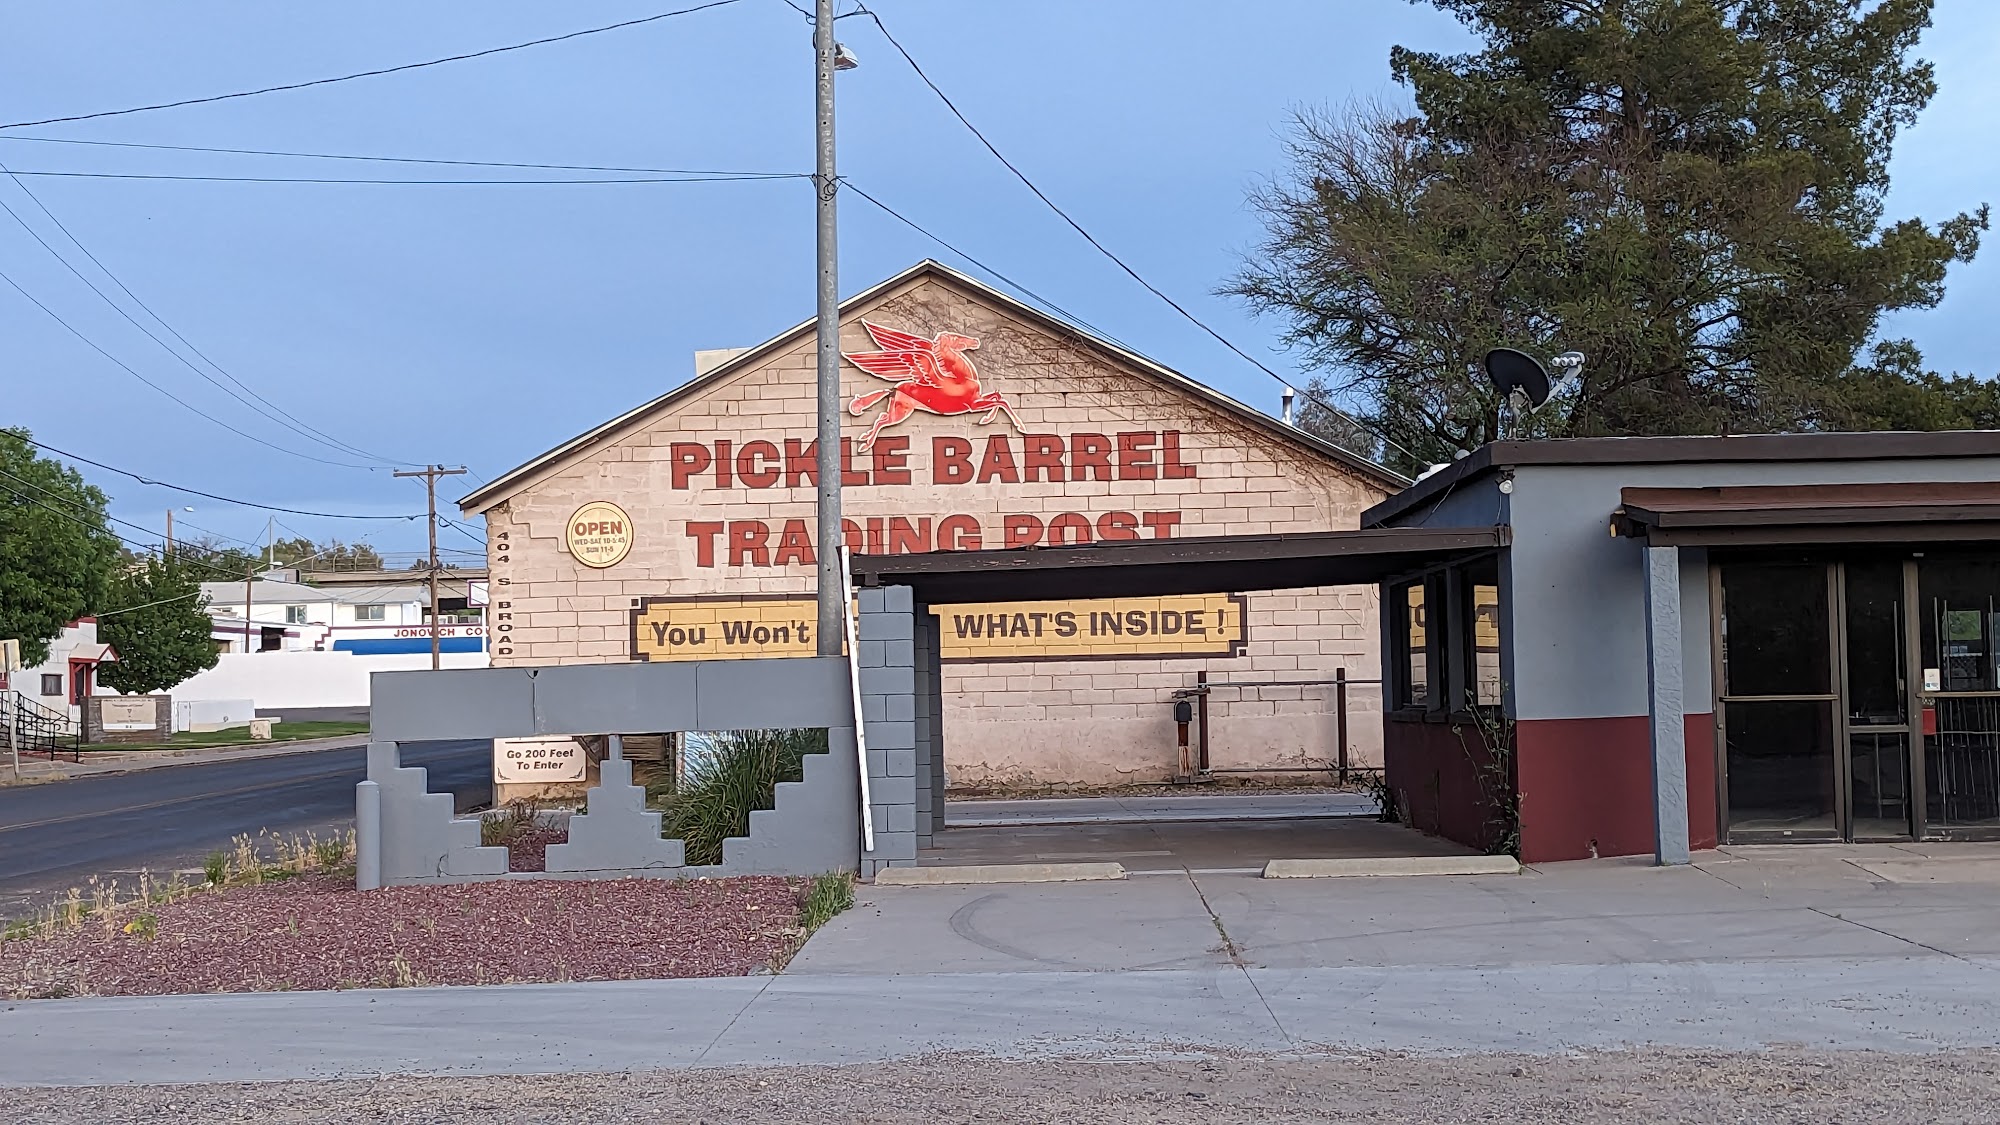 PICKLE BARREL
TRADING POST
OPEN
WED-SAT 10-5:45
SUN 11-5
404 S BROAD
You Won't
WHAT'S INSIDE!
JONOVICH CO
Go 200 Feet
To Enter